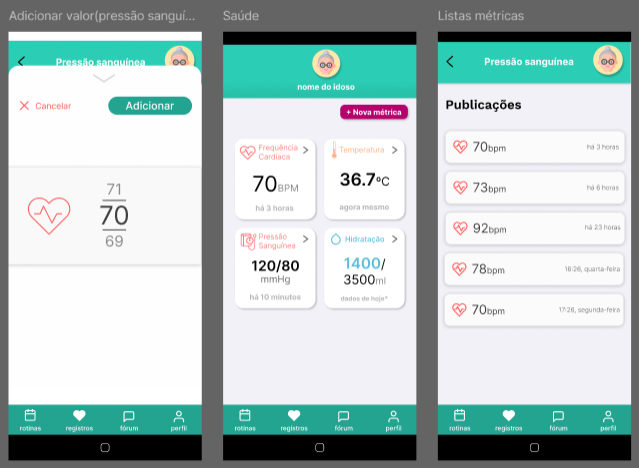 Adicionar valor(pressão sanguí...
Pressão sanguínea
Cancelar
Adicionar
71
70
69
rotinas
registros
fórum
perfil
Saúde
nome do idoso
+ Nova métrica
Frequência
Cardíaca
70BPM
há 3 horas
Temperatura
36.7ºC
agora mesmo
Pressão
Sanguínea
120/80
mmHg
há 10 minutos
Hidratação
1400/
3500ml
dados de hoje*
rotinas
registros
fórum
perfil
Listas métricas
Pressão sanguínea
Publicações
70bpm
há 3 horas
73bpm
há 6 horas
92bpm
há 23 horas
78bpm
16:26, quarta-feira
70bpm
17:26, segunda-feira
rotinas
registros
fórum
perfil